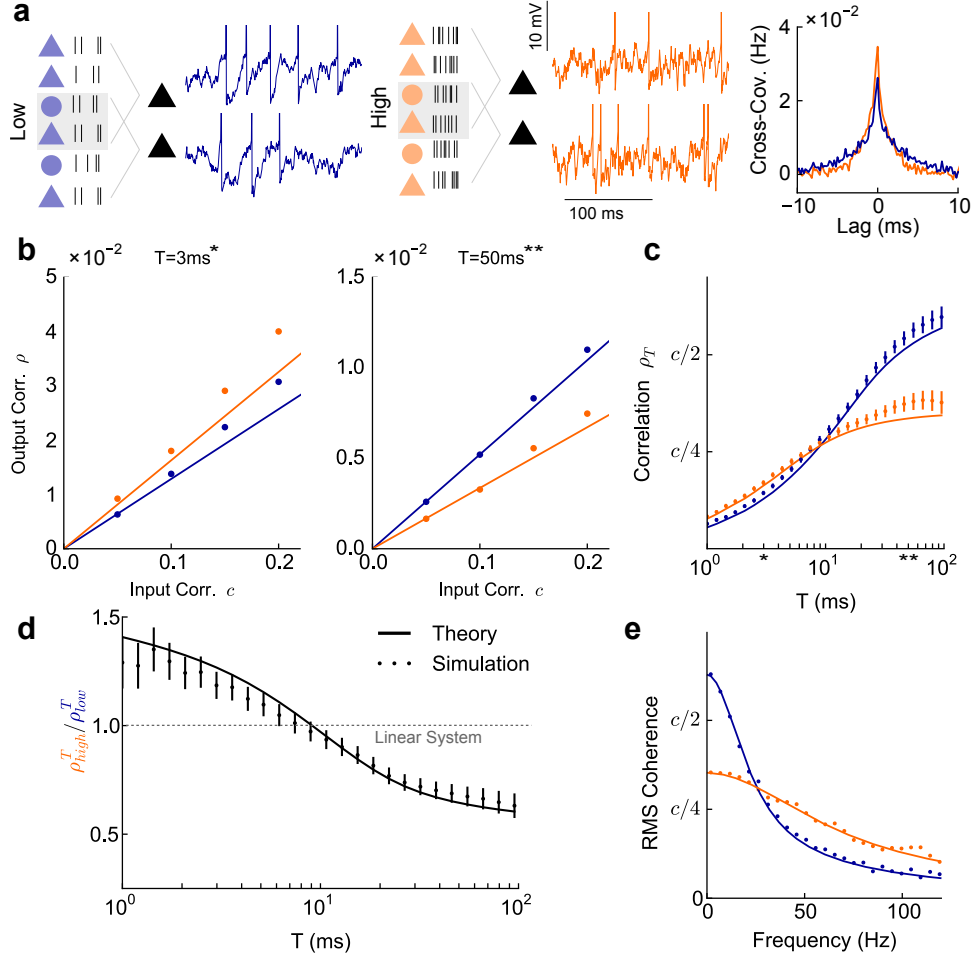 a
Low
High
10 mV
100 ms
×10⁻²
Cross-Cov. (Hz)
4
2
0
−10
0
10
Lag (ms)
b
×10⁻²
T=3ms*
5
4
3
2
1
0
0.0
0.1
0.2
Output Corr. ρ
Input Corr. c
×10⁻²
T=50ms**
1.5
1.0
0.5
0.0
0.0
0.1
0.2
Input Corr. c
c
Correlation ρ_T
c/2
c/4
10⁰
*
10¹
**
10²
T (ms)
d
ρ^T_high/ρ^T_low
1.5
1.0
0.5
Theory
Simulation
Linear System
10⁰
10¹
10²
T (ms)
e
RMS Coherence
c/2
c/4
0
0
50
100
Frequency (Hz)